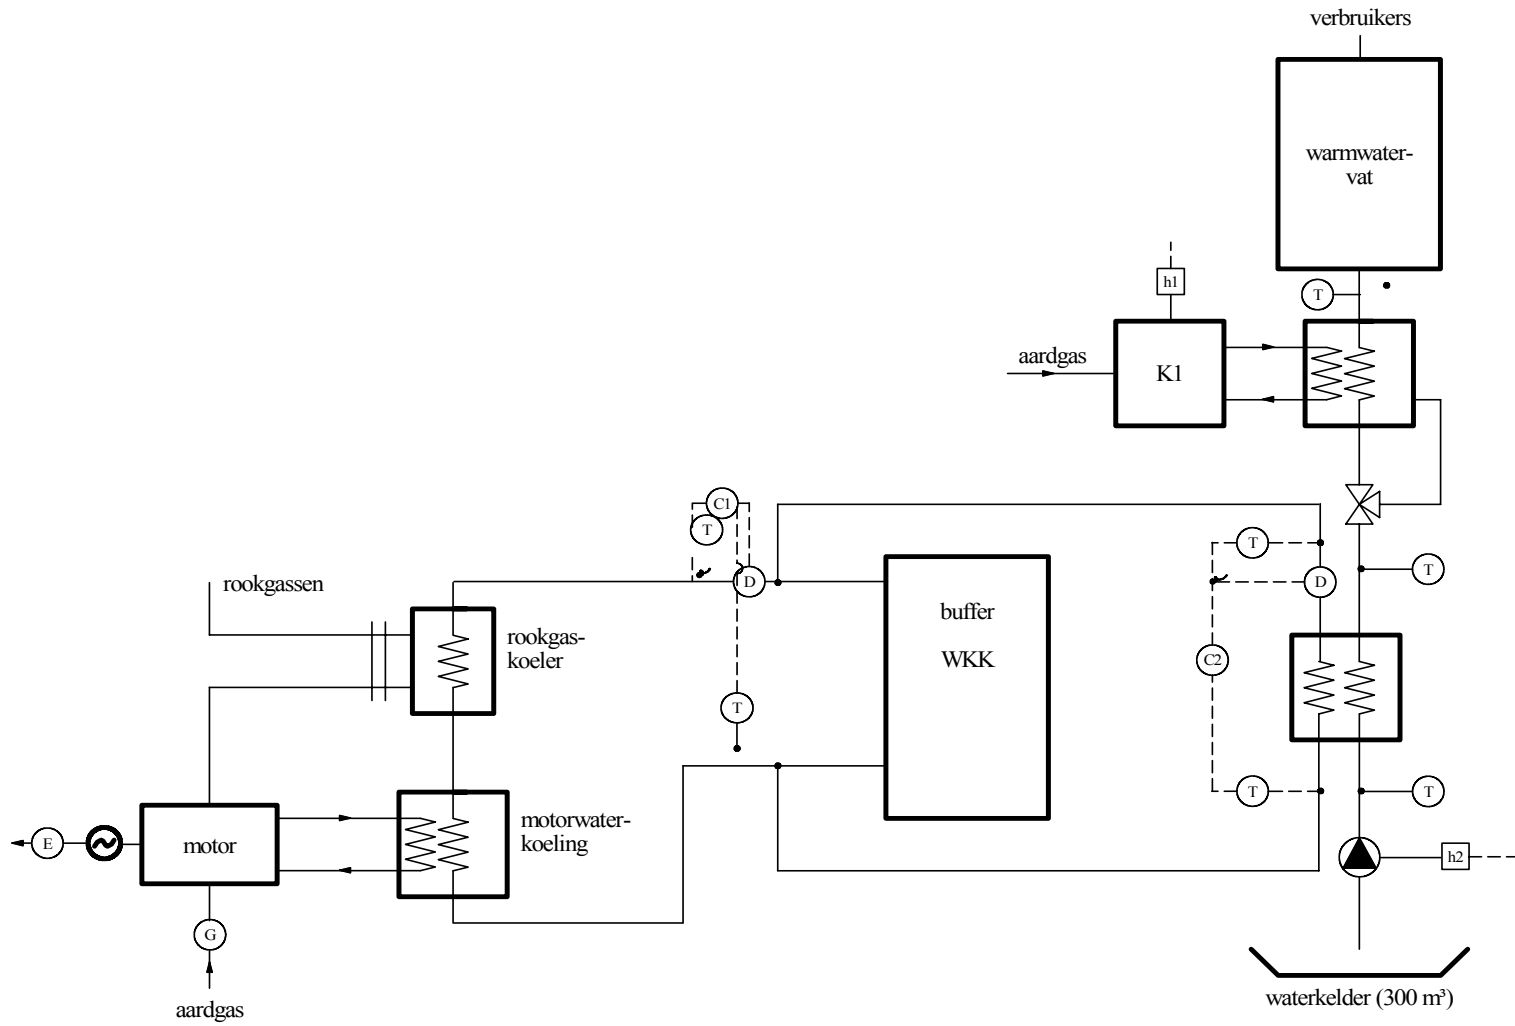 verbruikers
warmwater-
vat
h1
T
aardgas
K1
C1
T
T
T
D
D
rookgassen
buffer
WKK
rookgas-
koeler
C2
T
T
T
motorwater-
koeling
E
motor
h2
G
aardgas
waterkelder (300 m³)